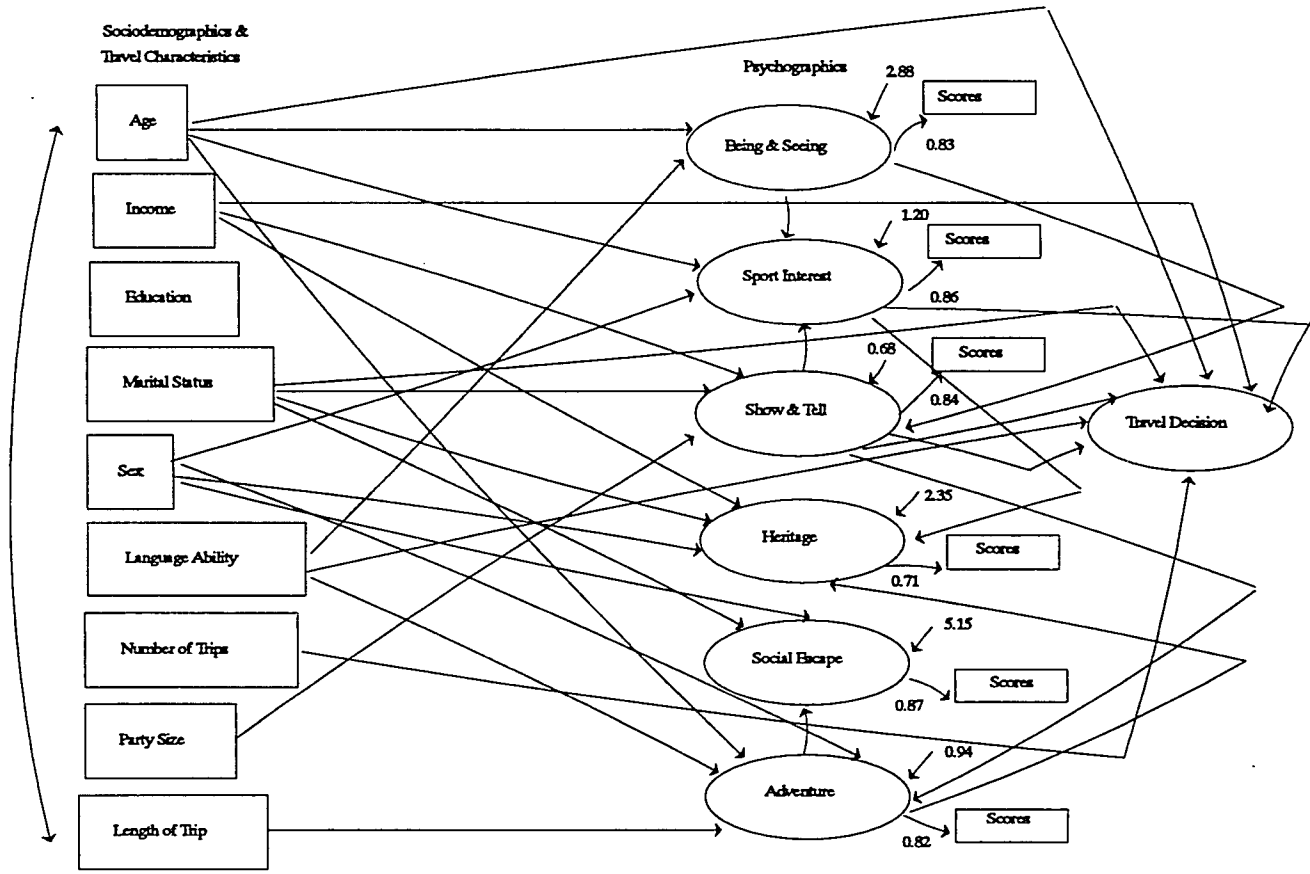 Sociodemographics &
Travel Characteristics
Psychographics
Age
Income
Education
Marital Status
Sex
Language Ability
Number of Trips
Party Size
Length of Trip
Being & Seeing
2.88
Scores
0.83
Sport Interest
1.20
Scores
0.86
Show & Tell
0.68
Scores
0.84
Heritage
2.35
Scores
0.71
Social Escape
5.15
Scores
0.87
Adventure
0.94
Scores
0.82
Travel Decision